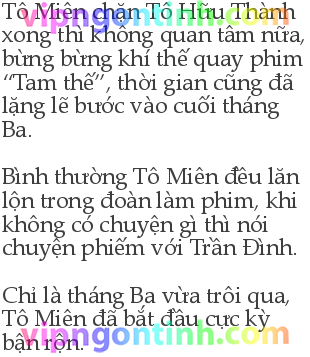 Tô Miên chặn Tô Hữu Thành
xong thì không quan tâm nữa,
bừng bừng khí thế quay phim
“Tam thế”, thời gian cũng đã
lặng lẽ bước vào cuối tháng
Ba.
Bình thường Tô Miên đều lăn
lộn trong đoàn làm phim, khi
không có chuyện gì thì nói
chuyện phiếm với Trần Đình.
Chỉ là tháng Ba vừa trôi qua,
Tô Miên đã bắt đầu cực kỳ
bận rộn.
vipngontinh.com
vipngontinh.com
vipngontinh.com